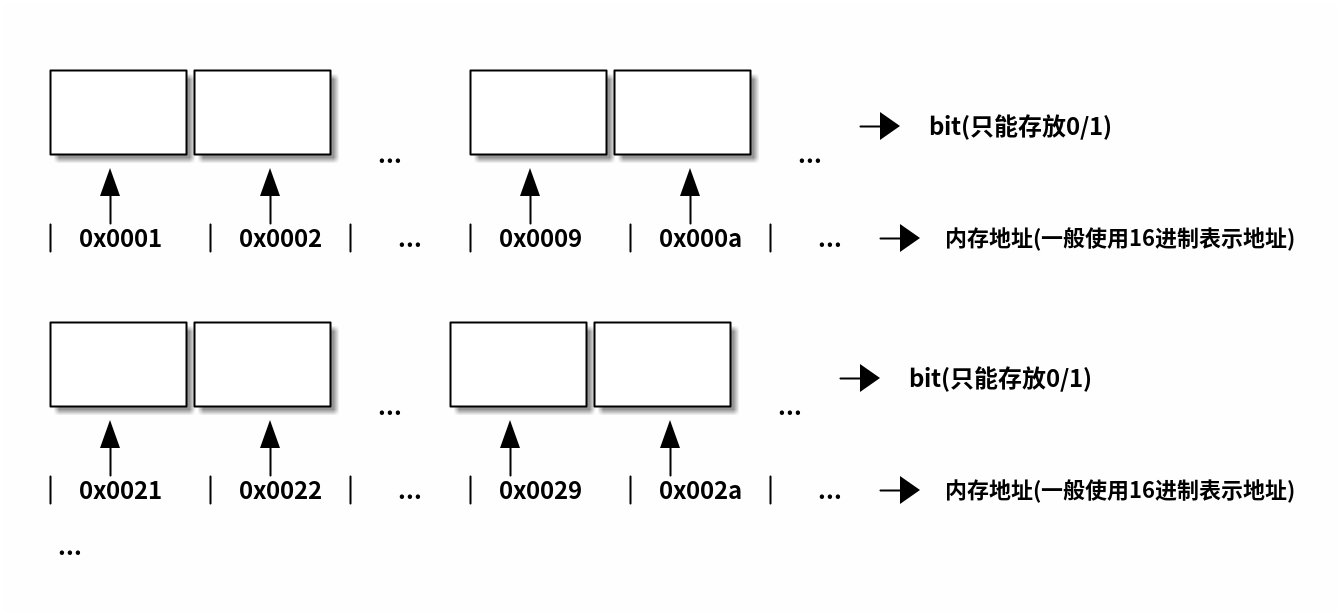 ... ... bit(只能存放0/1)
| 0x0001 | 0x0002 | ... | 0x0009 | 0x000a | ... 内存地址(一般使用16进制表示地址)
... ... bit(只能存放0/1)
| 0x0021 | 0x0022 | ... | 0x0029 | 0x002a | ... 内存地址(一般使用16进制表示地址)
...